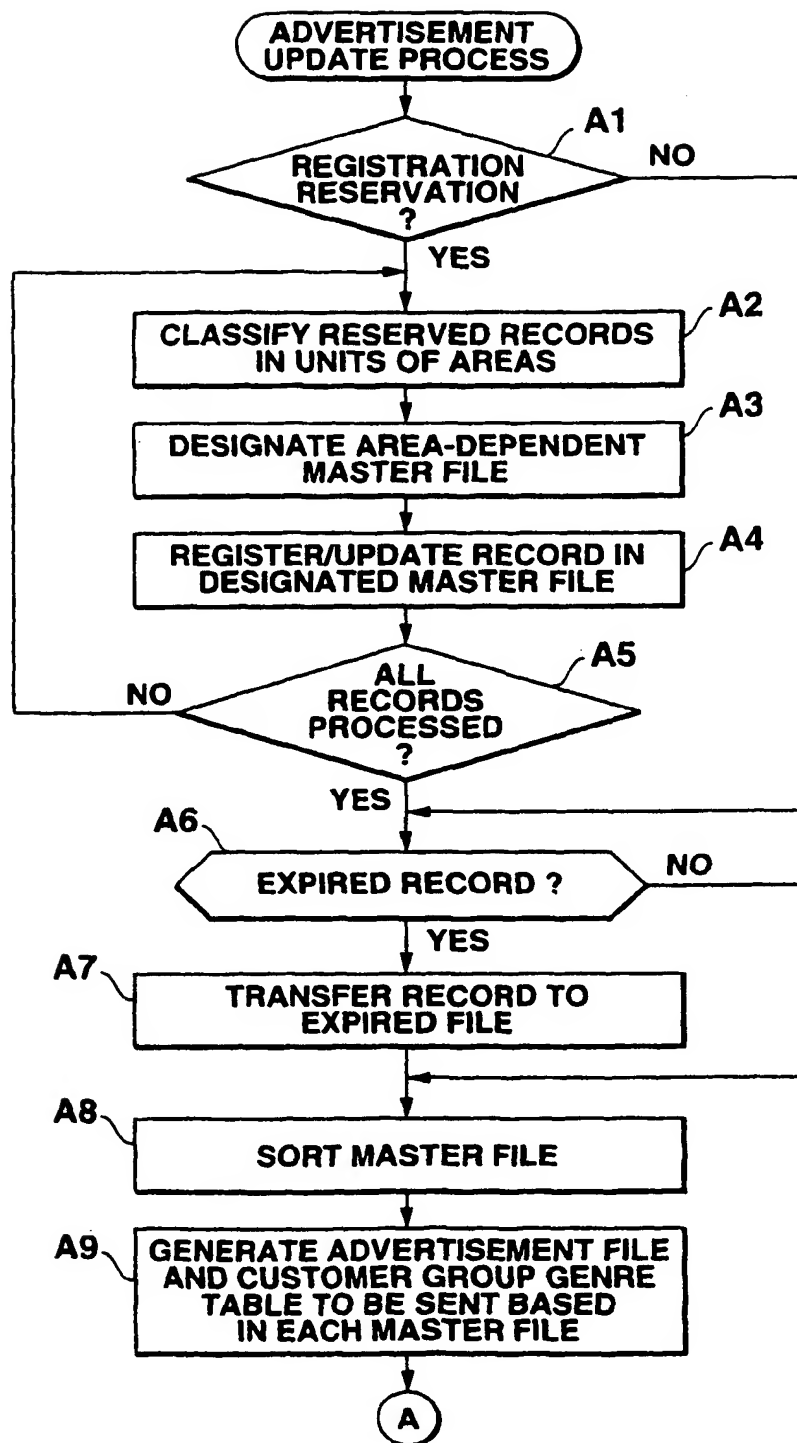 ADVERTISEMENT
UPDATE PROCESS
A1
REGISTRATION
RESERVATION
?
NO
YES
A2
CLASSIFY RESERVED RECORDS
IN UNITS OF AREAS
A3
DESIGNATE AREA-DEPENDENT
MASTER FILE
A4
REGISTER/UPDATE RECORD IN
DESIGNATED MASTER FILE
A5
ALL
RECORDS
PROCESSED
?
NO
YES
A6
EXPIRED RECORD ?
NO
YES
A7
TRANSFER RECORD TO
EXPIRED FILE
A8
SORT MASTER FILE
A9
GENERATE ADVERTISEMENT FILE
AND CUSTOMER GROUP GENRE
TABLE TO BE SENT BASED
IN EACH MASTER FILE
A